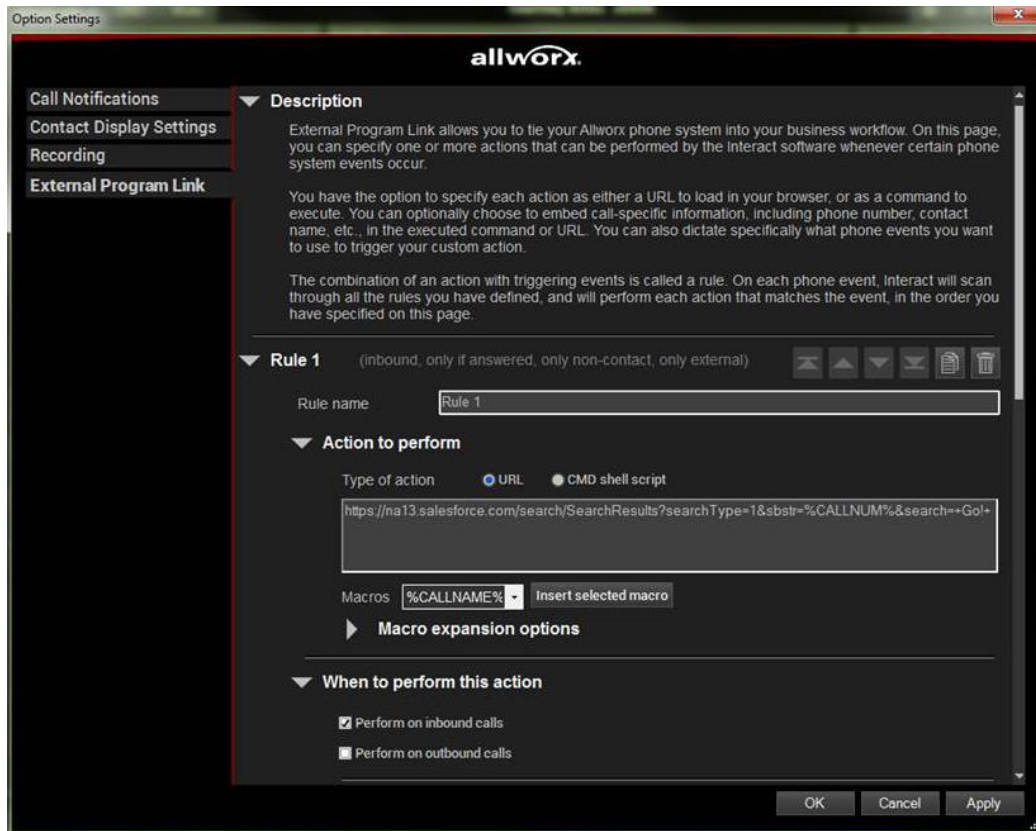 Option Settings
allworx.
Call Notifications
Contact Display Settings
Recording
External Program Link
Description
External Program Link allows you to tie your Allworx phone system into your business workflow. On this page,
you can specify one or more actions that can be performed by the Interact software whenever certain phone
system events occur.
You have the option to specify each action as either a URL to load in your browser, or as a command to
execute. You can optionally choose to embed call-specific information, including phone number, contact
name, etc., in the executed command or URL. You can also dictate specifically what phone events you want
to use to trigger your custom action.
The combination of an action with triggering events is called a rule. On each phone event, Interact will scan
through all the rules you have defined, and will perform each action that matches the event, in the order you
have specified on this page.
Rule 1 (inbound, only if answered, only non-contact, only external)
Rule name Rule 1
Action to perform
Type of action URL CMD shell script
https://na13.salesforce.com/search/SearchResults?searchType=1&sbstr=%CALLNUM%&search=+Go!+
Macros %CALLNAME% Insert selected macro
Macro expansion options
When to perform this action
Perform on inbound calls
Perform on outbound calls
OK Cancel Apply